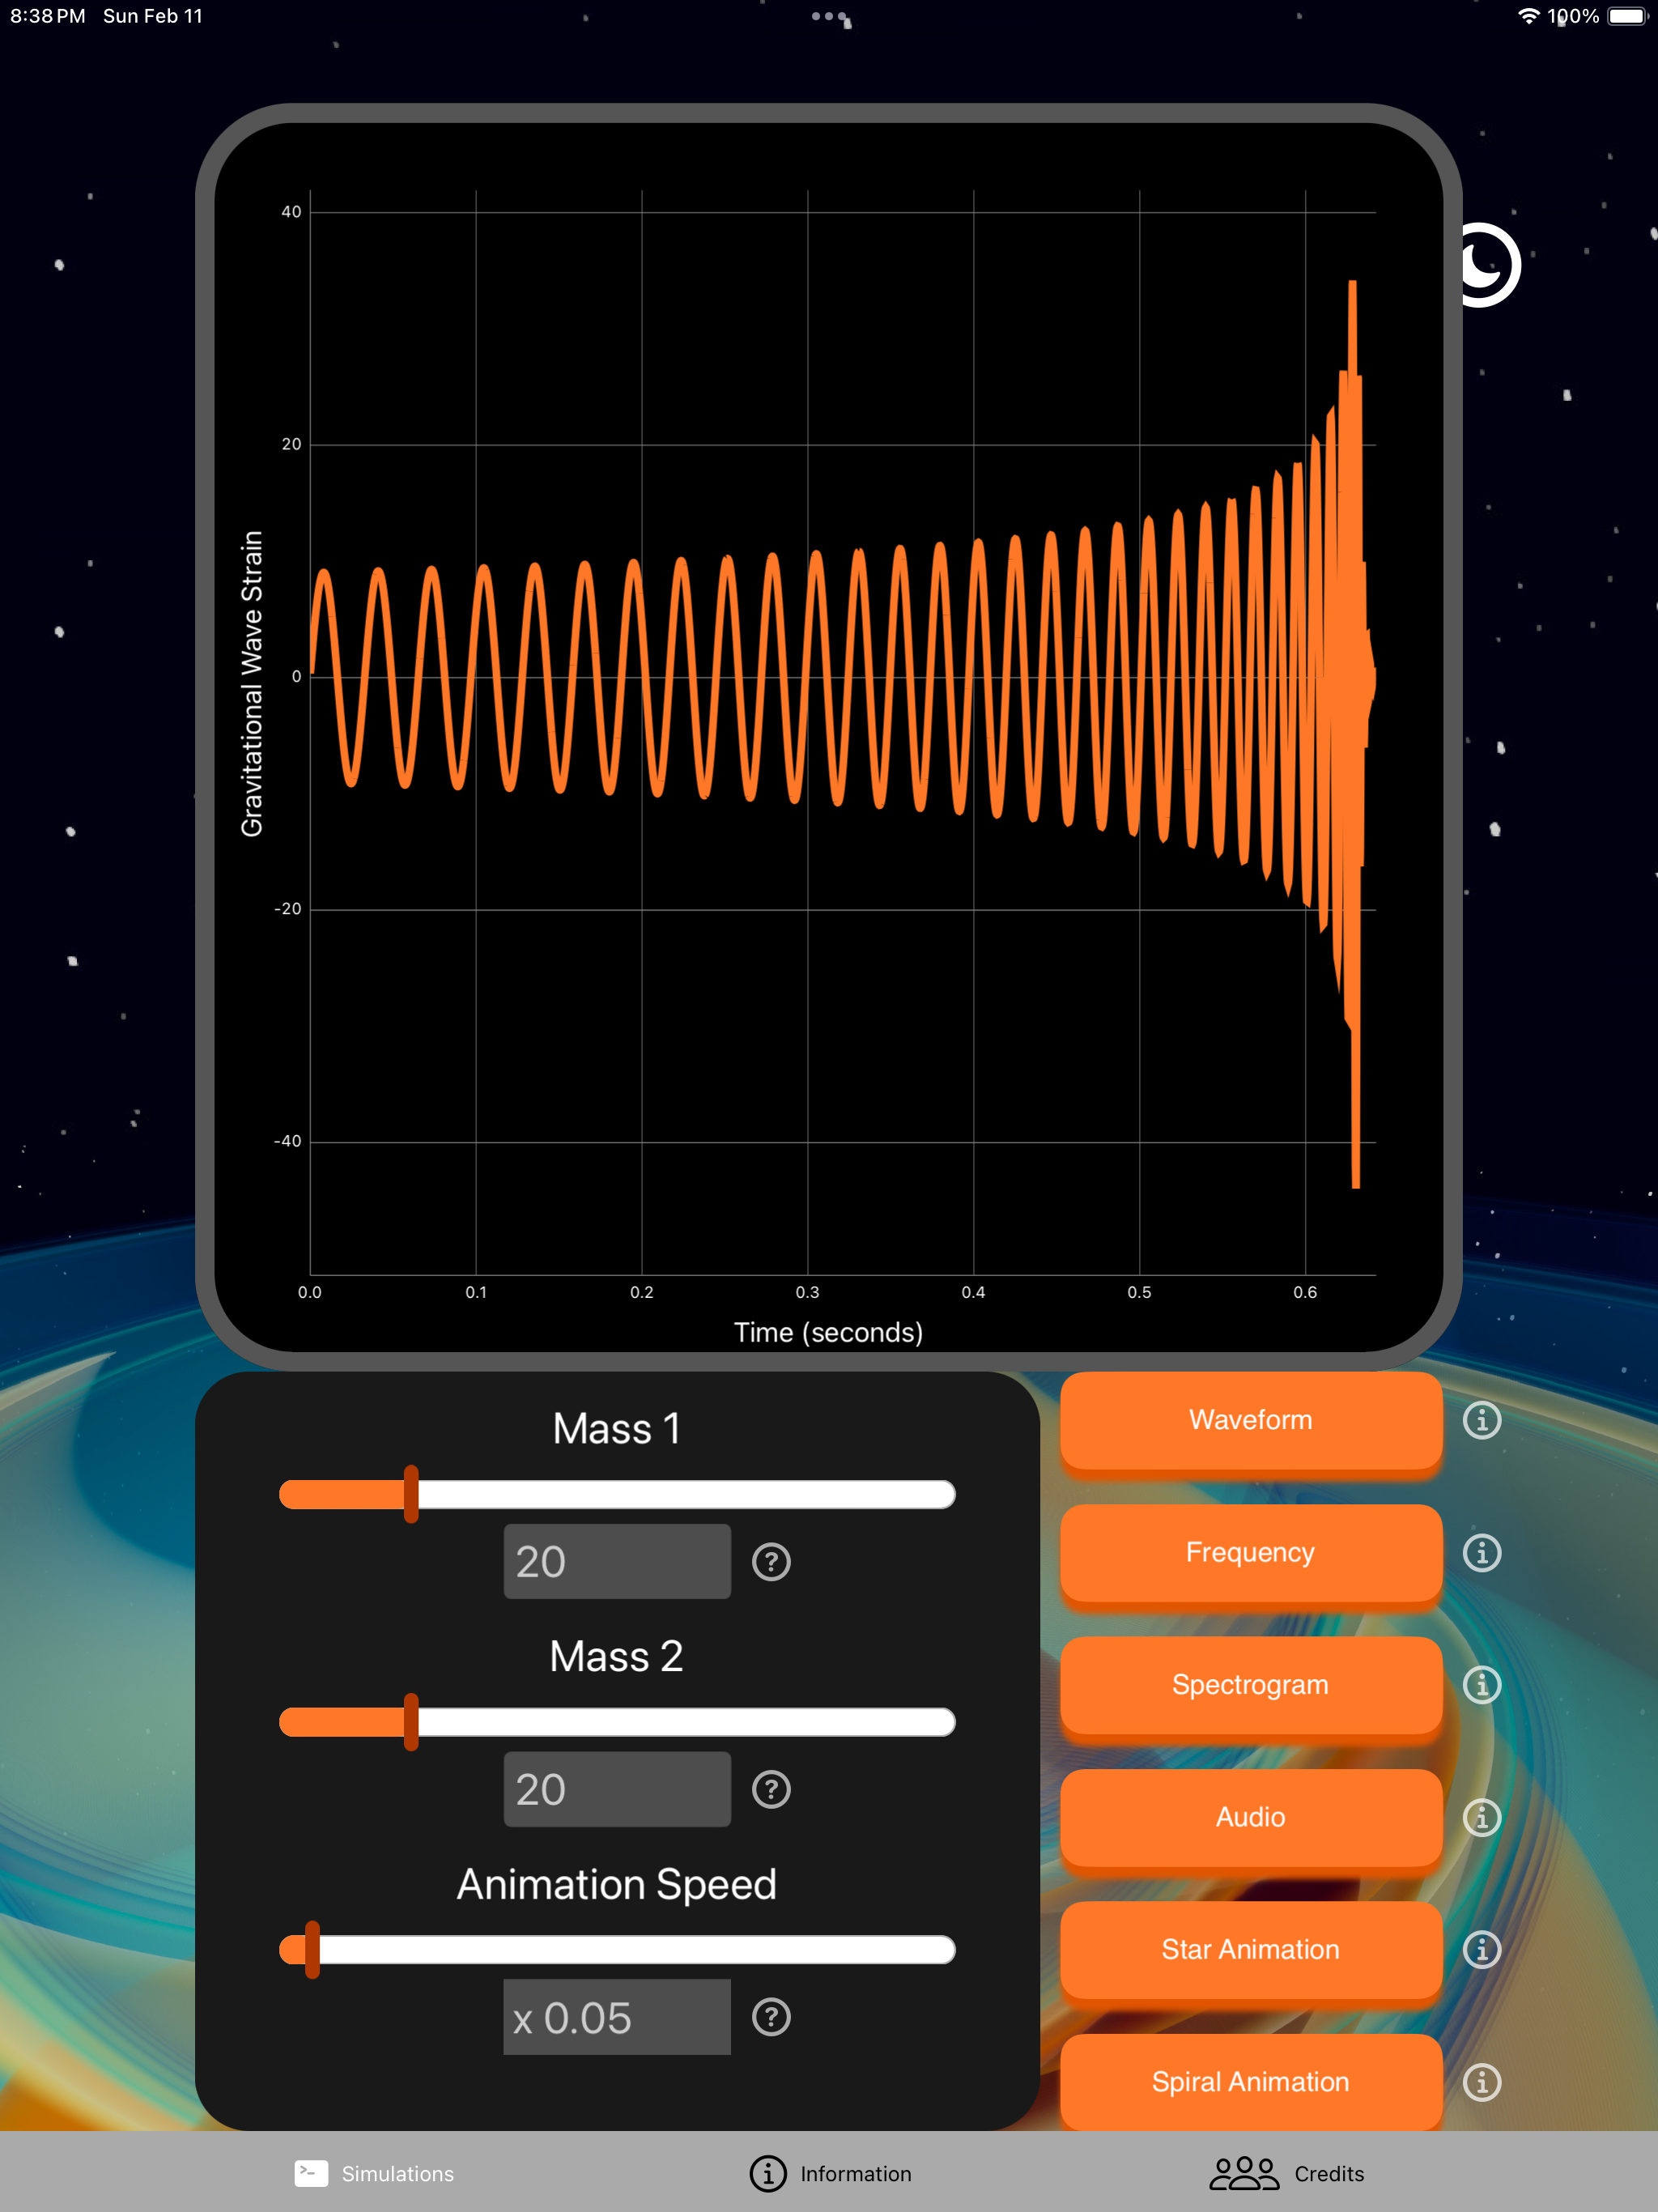 8:38 PM Sun Feb 11
100%
40
20
0
-20
-40
Gravitational Wave Strain
0.0 0.1 0.2 0.3 0.4 0.5 0.6
Time (seconds)
Mass 1
20
?
Mass 2
20
?
Animation Speed
x 0.05
?
Waveform
Frequency
Spectrogram
Audio
Star Animation
Spiral Animation
Simulations
Information
Credits